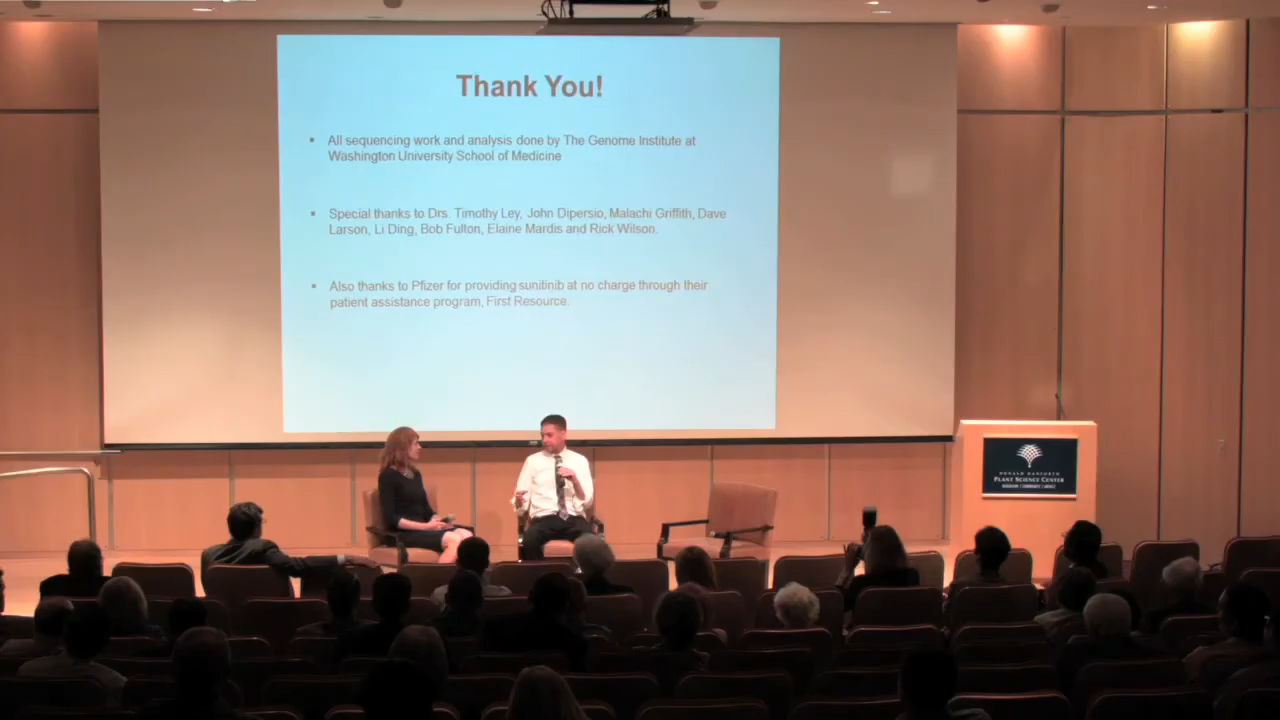 Thank You!
▪ All sequencing work and analysis done by The Genome Institute at
Washington University School of Medicine
▪ Special thanks to Drs. Timothy Ley, John Dipersio, Malachi Griffith, Dave
Larson, Li Ding, Bob Fulton, Elaine Mardis and Rick Wilson.
▪ Also thanks to Pfizer for providing sunitinib at no charge through their
patient assistance program, First Resource.
DONALD DANFORTH
PLANT SCIENCE CENTER